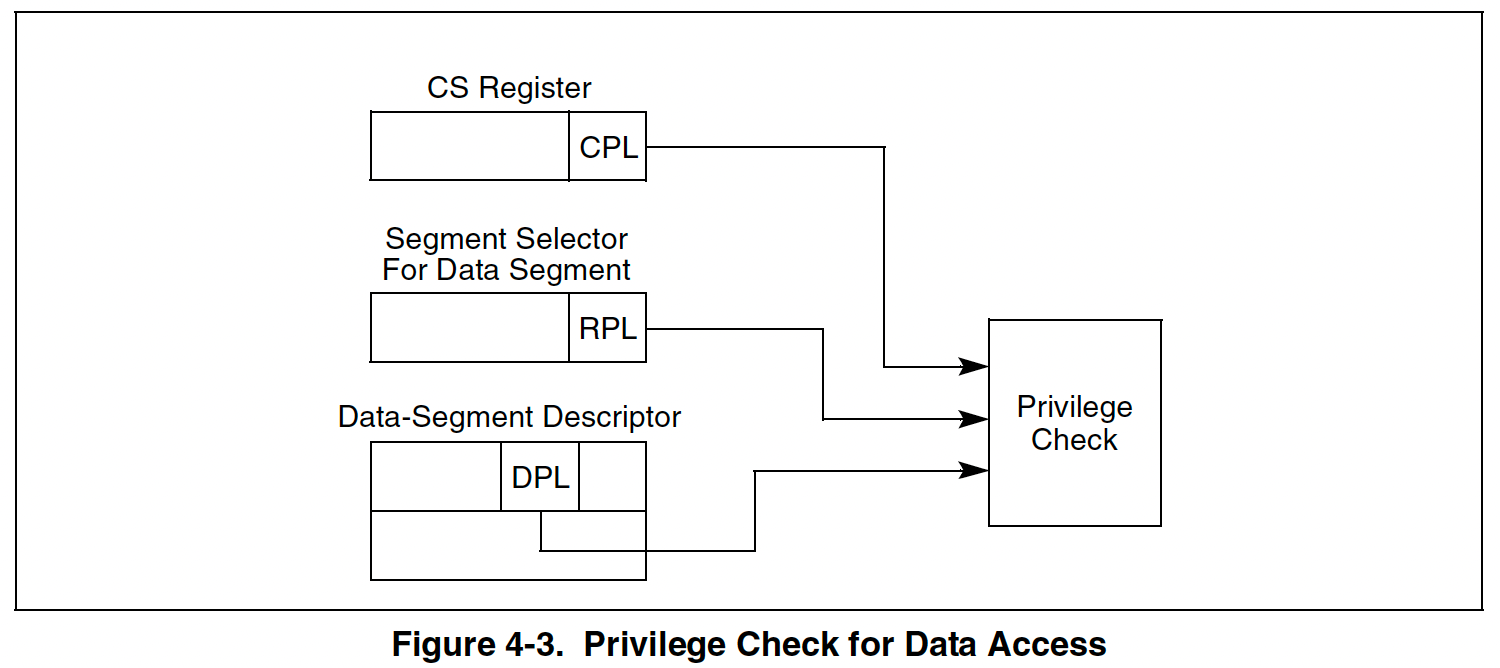 CS Register
CPL
Segment Selector
For Data Segment
RPL
Data-Segment Descriptor
DPL
Privilege
Check
Figure 4-3.  Privilege Check for Data Access